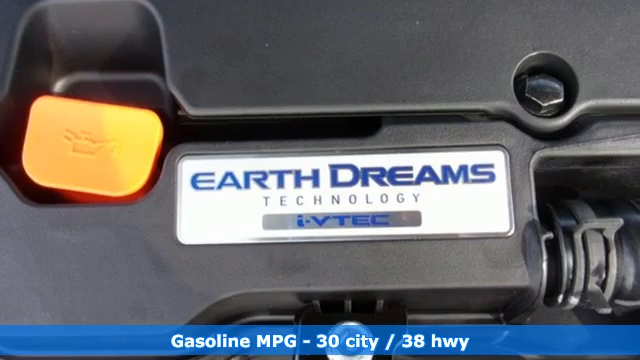 EARTH DREAMS
TECHNOLOGY
i-VTEC
Gasoline MPG - 30 city / 38 hwy